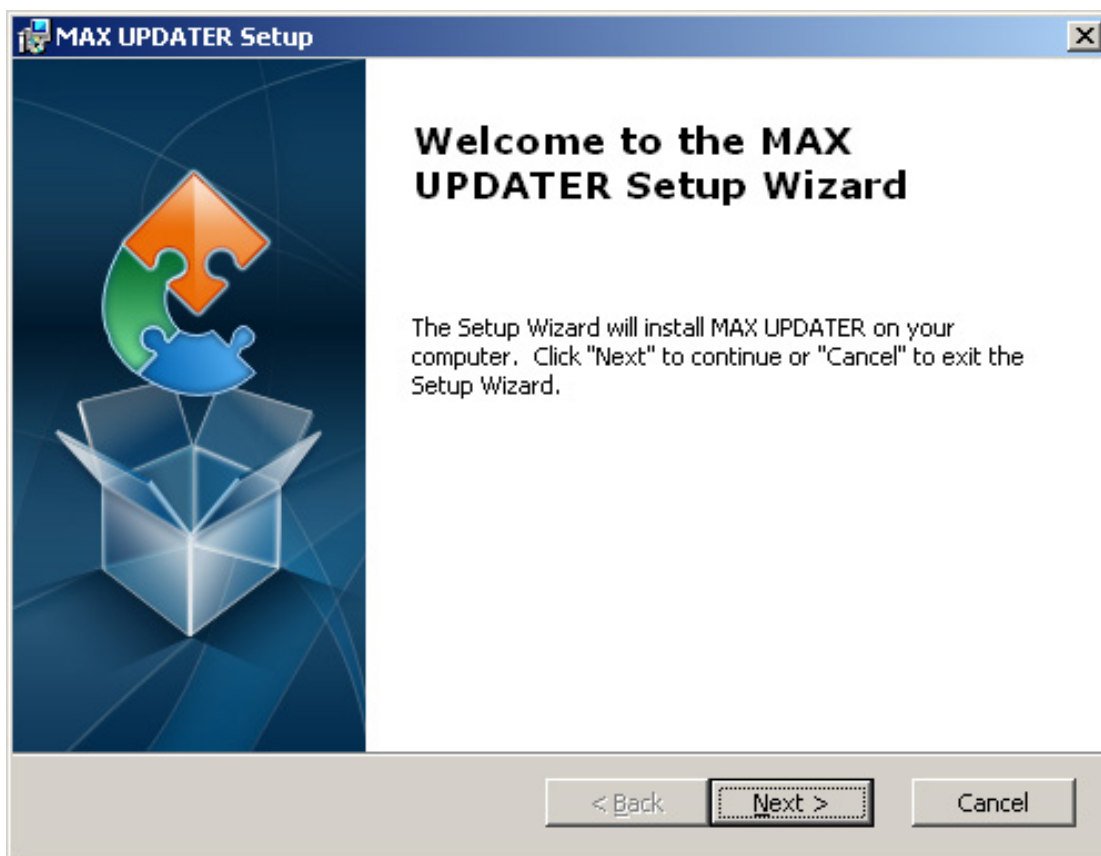 MAX UPDATER Setup
Welcome to the MAX
UPDATER Setup Wizard
The Setup Wizard will install MAX UPDATER on your
computer.  Click "Next" to continue or "Cancel" to exit the
Setup Wizard.
< Back
Next >
Cancel